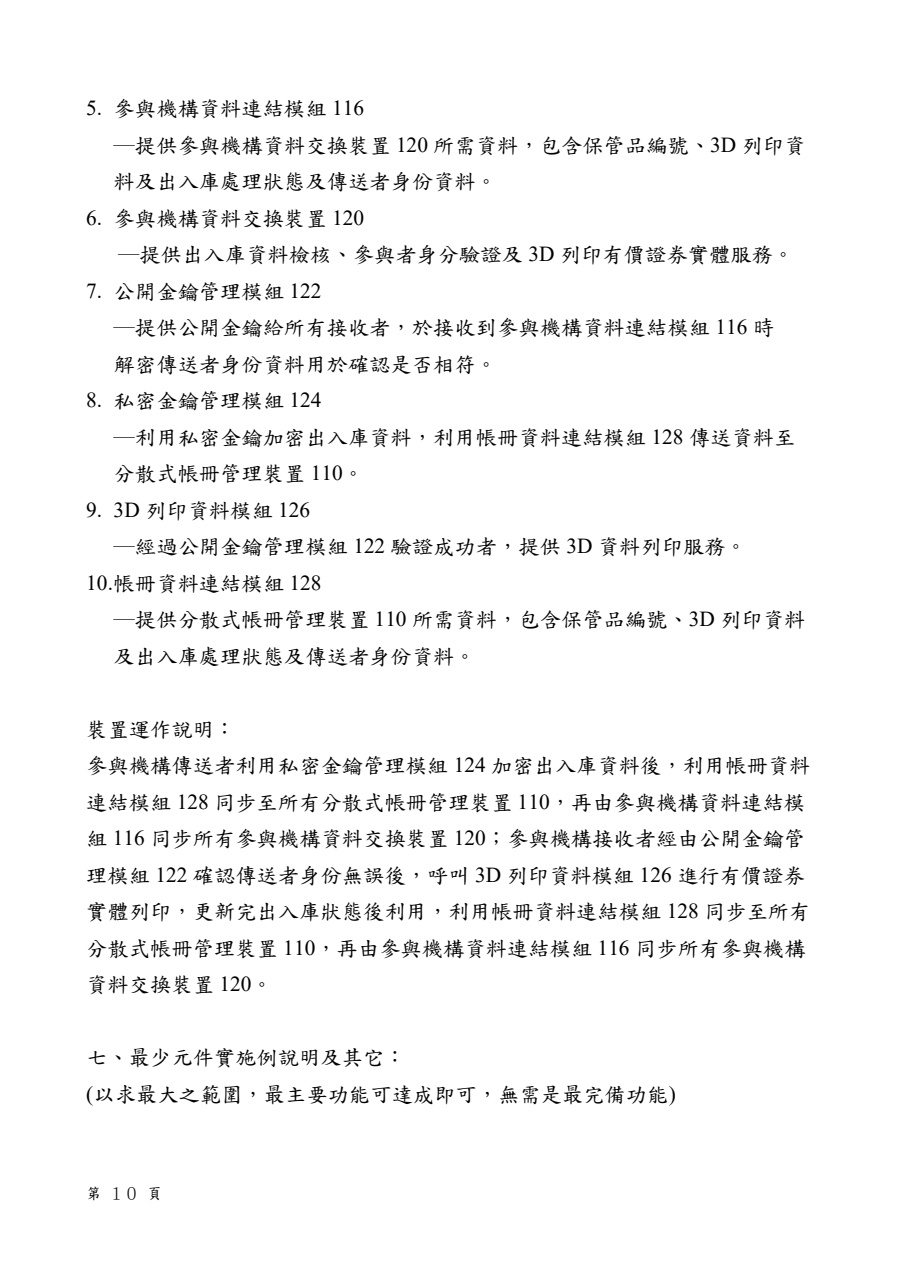 5. 參與機構資料連結模組 116
—提供參與機構資料交換裝置 120 所需資料，包含保管品編號、3D 列印資
料及出入庫處理狀態及傳送者身份資料。
6. 參與機構資料交換裝置 120
—提供出入庫資料檢核、參與者身分驗證及 3D 列印有價證券實體服務。
7. 公開金鑰管理模組 122
—提供公開金鑰給所有接收者，於接收到參與機構資料連結模組 116 時
解密傳送者身份資料用於確認是否相符。
8. 私密金鑰管理模組 124
—利用私密金鑰加密出入庫資料，利用帳冊資料連結模組 128 傳送資料至
分散式帳冊管理裝置 110。
9. 3D 列印資料模組 126
—經過公開金鑰管理模組 122 驗證成功者，提供 3D 資料列印服務。
10.帳冊資料連結模組 128
—提供分散式帳冊管理裝置 110 所需資料，包含保管品編號、3D 列印資料
及出入庫處理狀態及傳送者身份資料。
裝置運作說明：
參與機構傳送者利用私密金鑰管理模組 124 加密出入庫資料後，利用帳冊資料
連結模組 128 同步至所有分散式帳冊管理裝置 110，再由參與機構資料連結模
組 116 同步所有參與機構資料交換裝置 120；參與機構接收者經由公開金鑰管
理模組 122 確認傳送者身份無誤後，呼叫 3D 列印資料模組 126 進行有價證券
實體列印，更新完出入庫狀態後利用，利用帳冊資料連結模組 128 同步至所有
分散式帳冊管理裝置 110，再由參與機構資料連結模組 116 同步所有參與機構
資料交換裝置 120。
七、最少元件實施例說明及其它：
(以求最大之範圍，最主要功能可達成即可，無需是最完備功能)
第 10 頁